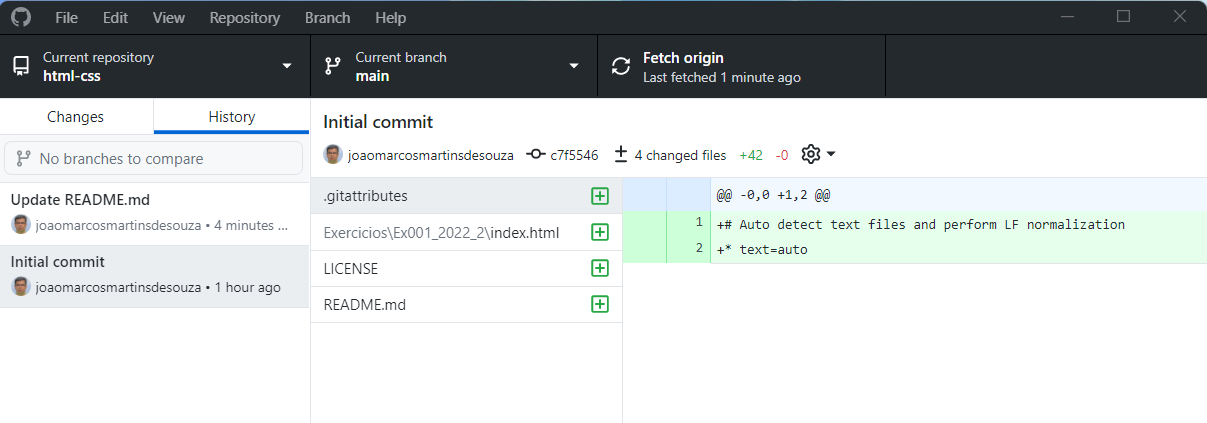 File Edit View Repository Branch Help
Current repository
html-css
Current branch
main
Fetch origin
Last fetched 1 minute ago
Changes
History
No branches to compare
Update README.md
joaomarcosmartinsdesouza • 4 minutes ...
Initial commit
joaomarcosmartinsdesouza • 1 hour ago
Initial commit
joaomarcosmartinsdesouza c7f5546 4 changed files +42 -0
.gitattributes
Exercicios\Ex001_2022_2\index.html
LICENSE
README.md
@@ -0,0 +1,2 @@
1 +# Auto detect text files and perform LF normalization
2 +* text=auto